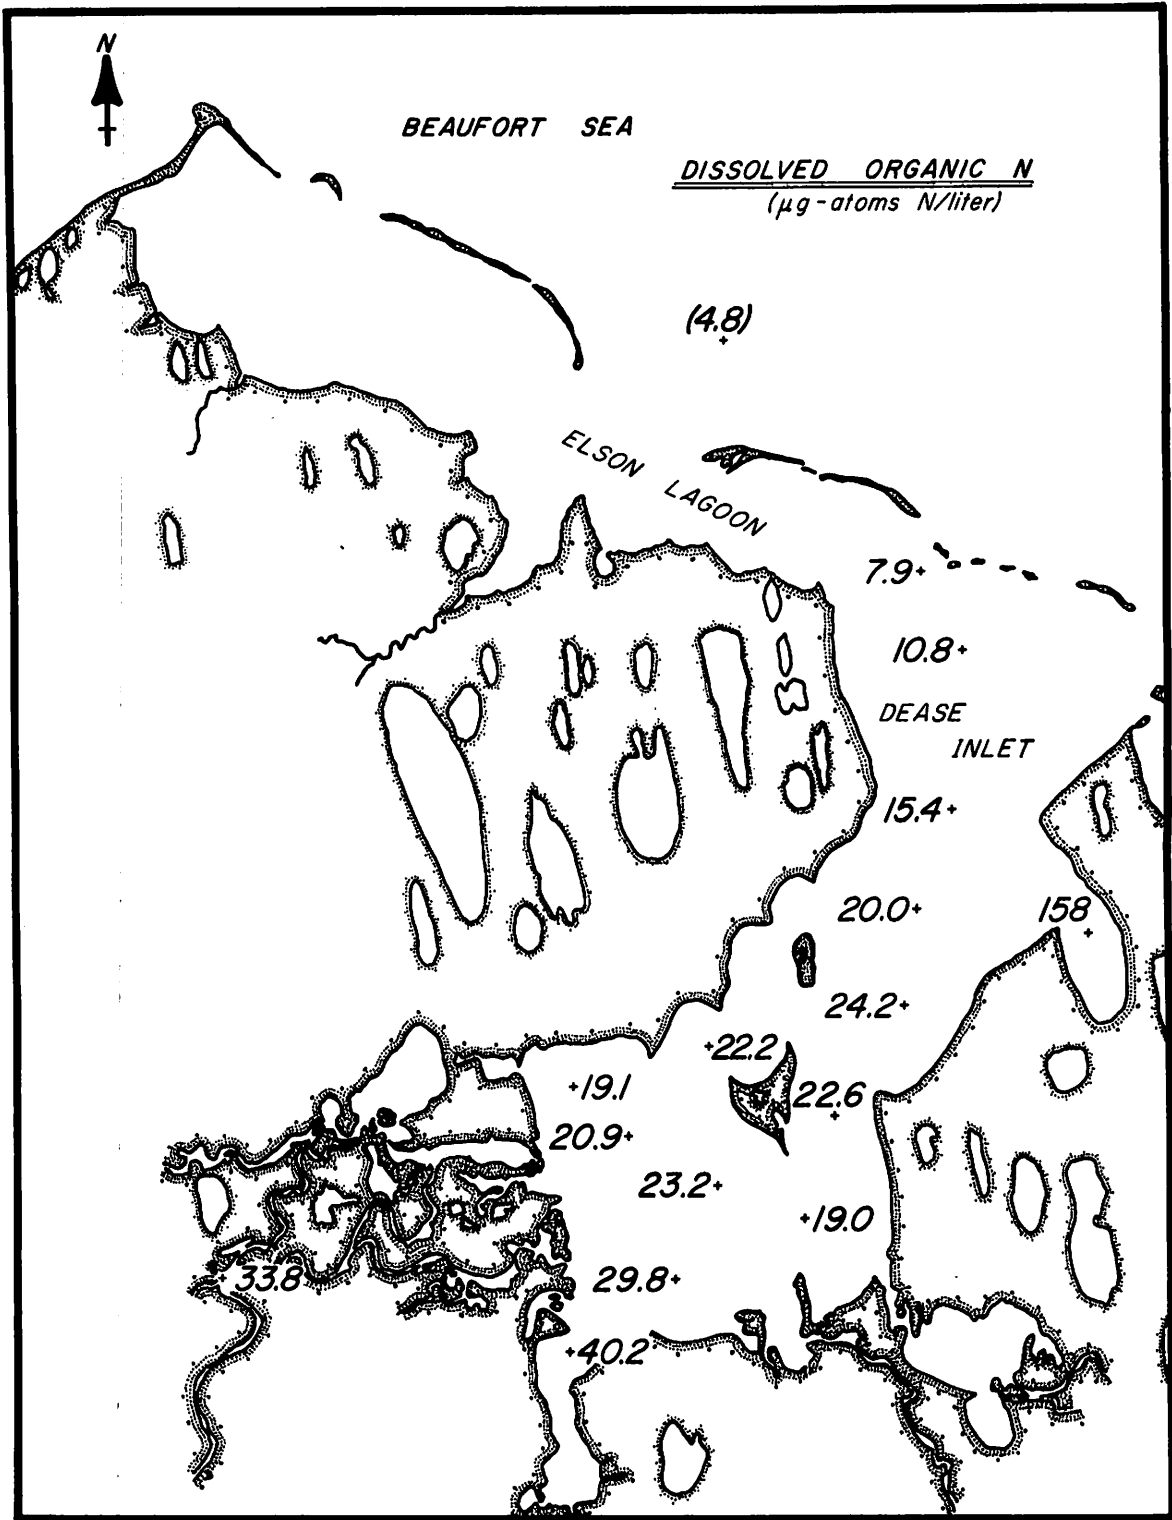 N
BEAUFORT SEA
DISSOLVED ORGANIC N
(µg-atoms N/liter)
(4.8)
ELSON LAGOON
7.9
10.8
DEASE
INLET
15.4
20.0
158
24.2
22.2
19.1
22.6
20.9
23.2
19.0
33.8
29.8
40.2